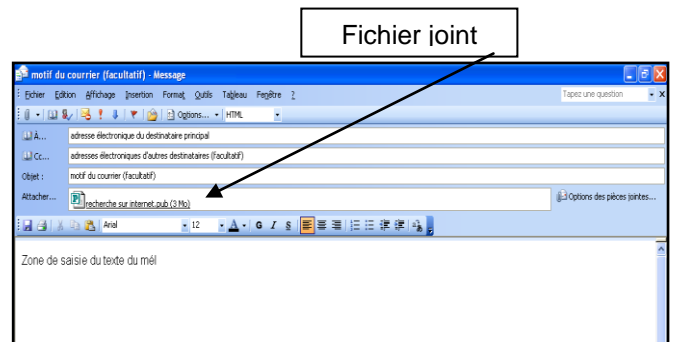 Fichier joint
motif du courrier (facultatif) - Message
Fichier Edition Affichage Insertion Format Outils Tableau Fenêtre ?
Tapez une question
Options... HTML
À... adresse électronique du destinataire principal
Cc... adresses électroniques d'autres destinataires (facultatif)
Objet : motif du courrier (facultatif)
Attacher... recherche sur internet.pub (3 Mo) Options des pièces jointes...
Arial 12 A G I S
Zone de saisie du texte du mél